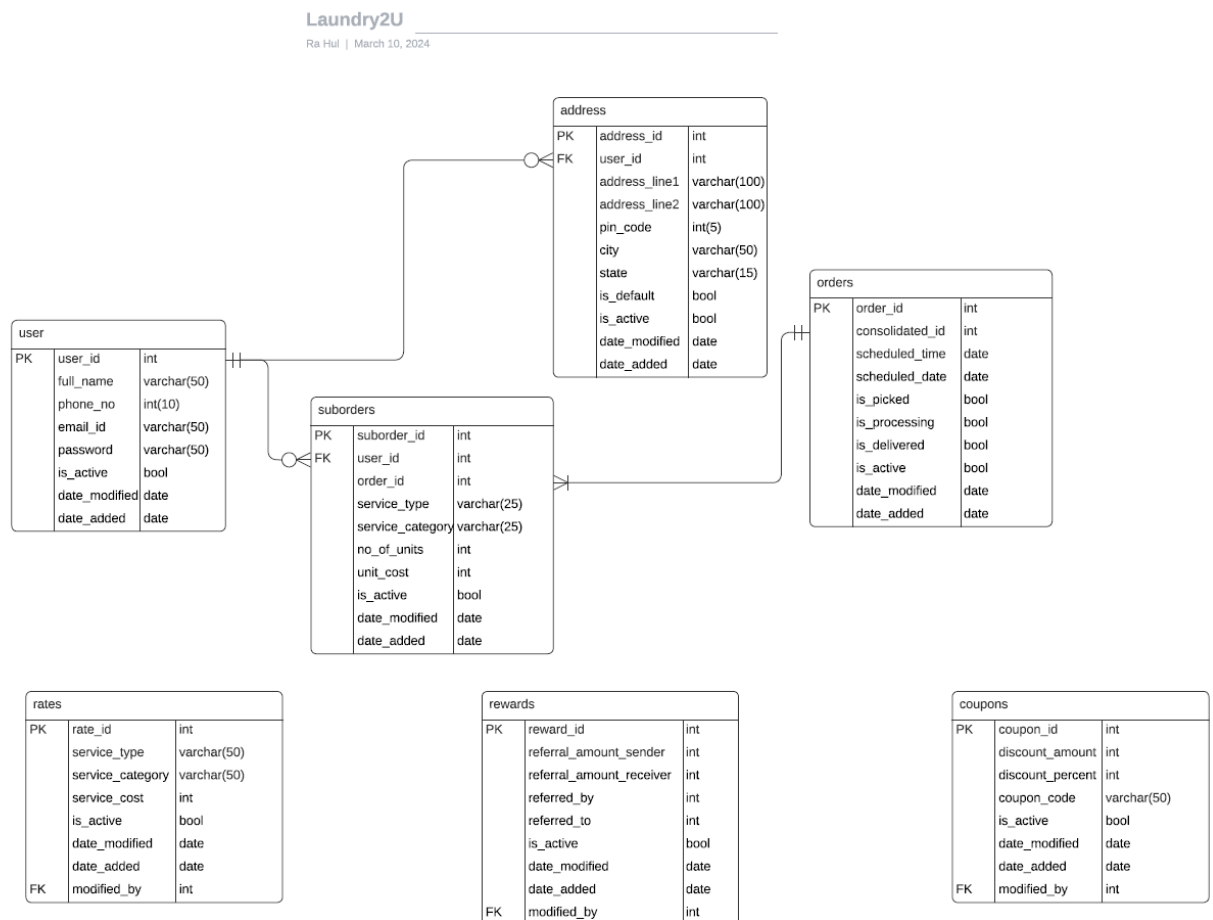 Laundry2U
Ra Hul | March 10, 2024
address
PK address_id int
FK user_id int
address_line1 varchar(100)
address_line2 varchar(100)
pin_code int(5)
city varchar(50)
state varchar(15)
is_default bool
is_active bool
date_modified date
date_added date
orders
PK order_id int
consolidated_id int
scheduled_time date
scheduled_date date
is_picked bool
is_processing bool
is_delivered bool
is_active bool
date_modified date
date_added date
user
PK user_id int
full_name varchar(50)
phone_no int(10)
email_id varchar(50)
password varchar(50)
is_active bool
date_modified date
date_added date
suborders
PK suborder_id int
FK user_id int
order_id int
service_type varchar(25)
service_category varchar(25)
no_of_units int
unit_cost int
is_active bool
date_modified date
date_added date
rates
PK rate_id int
service_type varchar(50)
service_category varchar(50)
service_cost int
is_active bool
date_modified date
date_added date
FK modified_by int
rewards
PK reward_id int
referral_amount_sender int
referral_amount_receiver int
referred_by int
referred_to int
is_active bool
date_modified date
date_added date
FK modified_by int
coupons
PK coupon_id int
discount_amount int
discount_percent int
coupon_code varchar(50)
is_active bool
date_modified date
date_added date
FK modified_by int